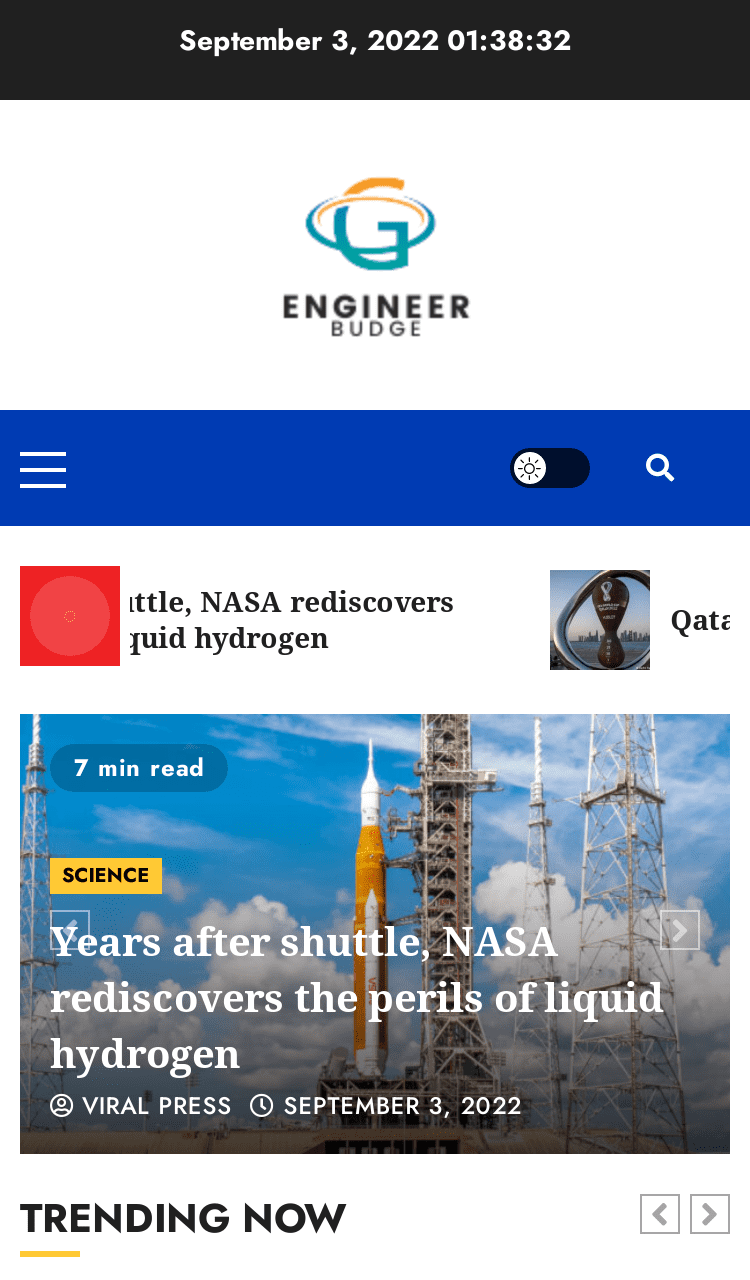 September 3, 2022 01:38:32
ENGINEER
BUDGE
ttle, NASA rediscovers
quid hydrogen
Qata
7 min read
SCIENCE
Years after shuttle, NASA
rediscovers the perils of liquid
hydrogen
VIRAL PRESS SEPTEMBER 3, 2022
TRENDING NOW